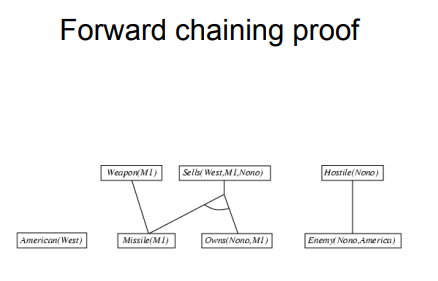 Forward chaining proof
Weapon(M1) Sells(West,M1,Nono) Hostile(Nono)
American(West) Missile(M1) Owns(Nono,M1) Enemy(Nono,America)